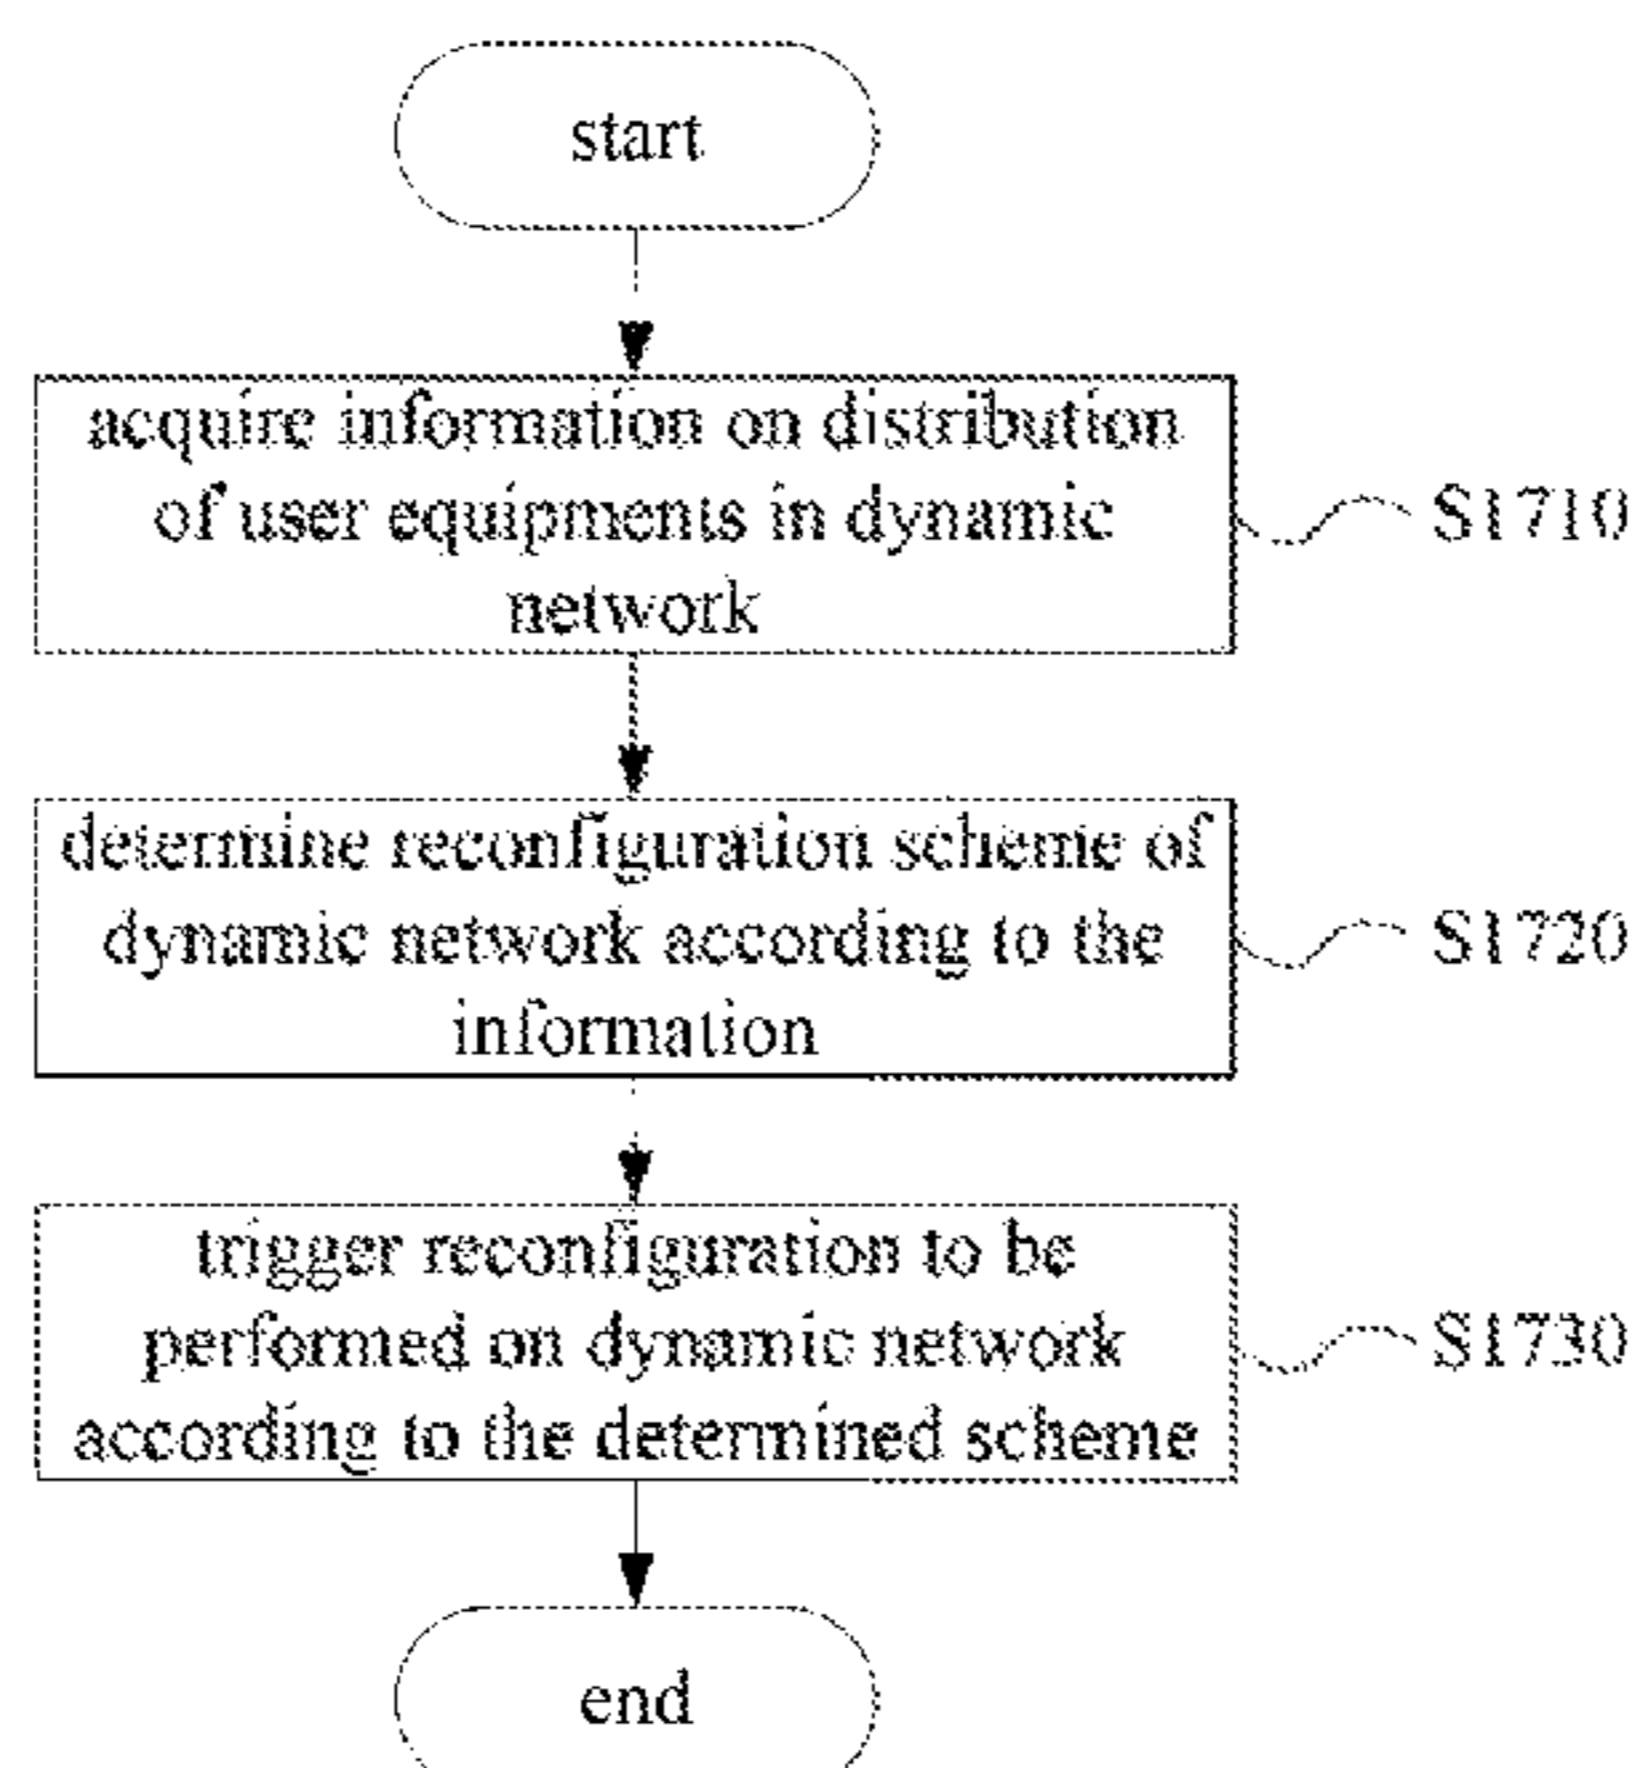 start
acquire information on distribution
of user equipments in dynamic
network
S1710
determine reconfiguration scheme of
dynamic network according to the
information
S1720
trigger reconfiguration to be
performed on dynamic network
according to the determined scheme
S1730
end